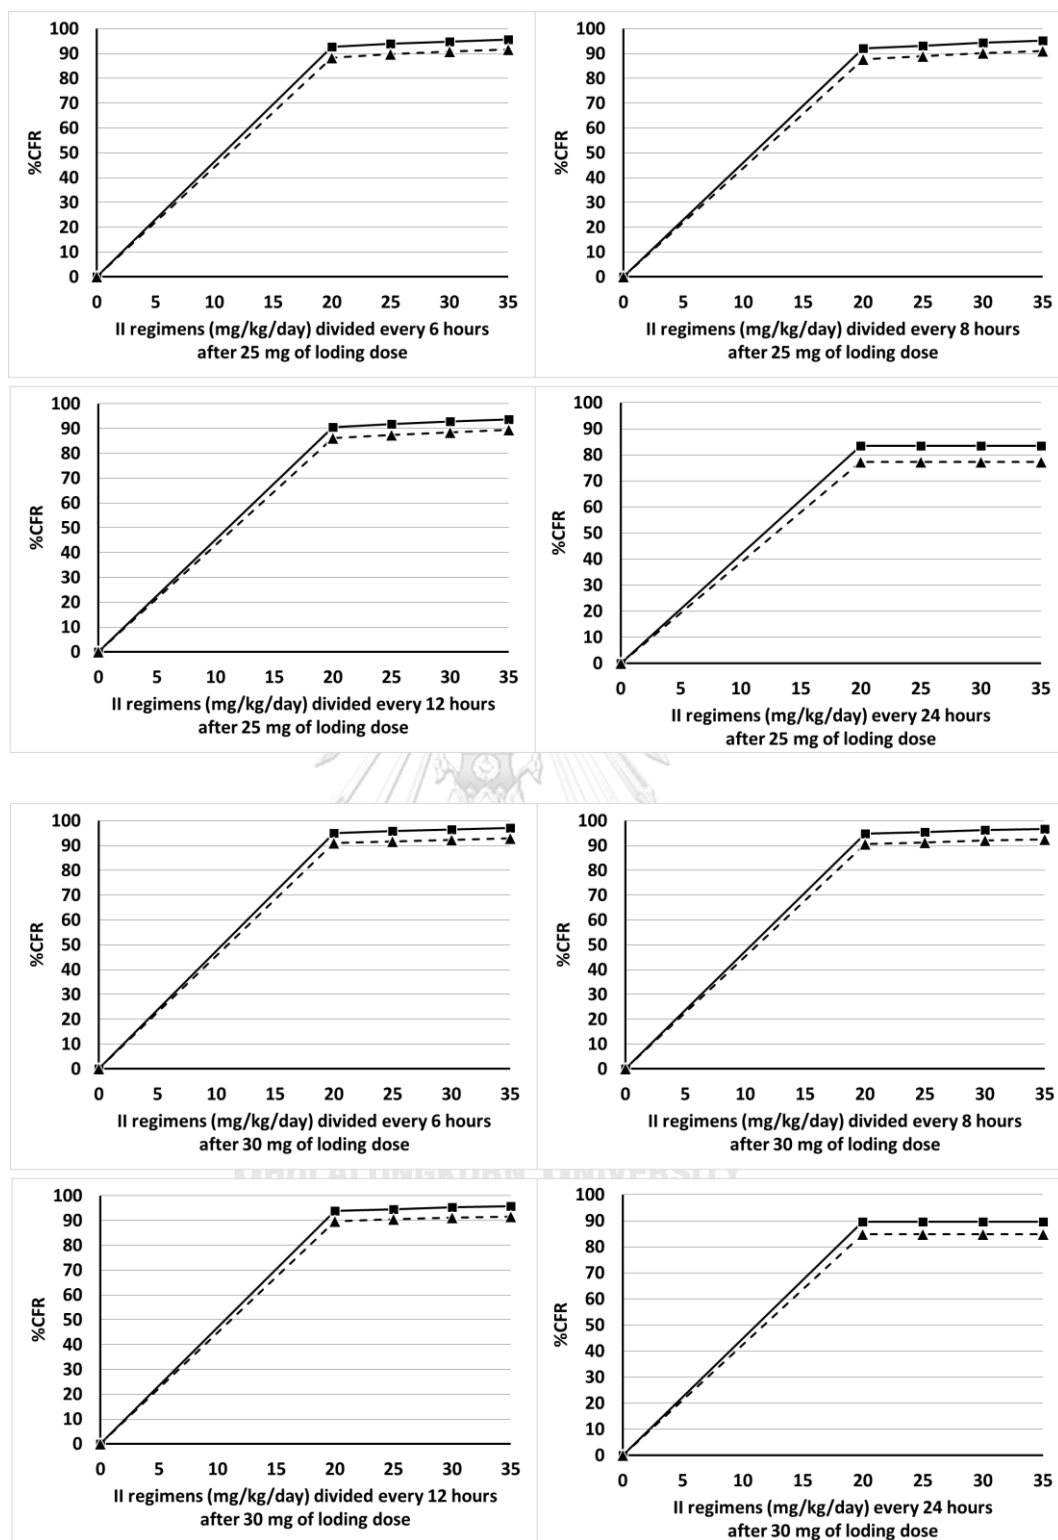 100
90
80
70
60
50
40
30
20
10
0
%CFR
0 5 10 15 20 25 30 35
II regimens (mg/kg/day) divided every 6 hours
after 25 mg of loding dose
100
90
80
70
60
50
40
30
20
10
0
%CFR
0 5 10 15 20 25 30 35
II regimens (mg/kg/day) divided every 8 hours
after 25 mg of loding dose
100
90
80
70
60
50
40
30
20
10
0
%CFR
0 5 10 15 20 25 30 35
II regimens (mg/kg/day) divided every 12 hours
after 25 mg of loding dose
100
90
80
70
60
50
40
30
20
10
0
%CFR
0 5 10 15 20 25 30 35
II regimens (mg/kg/day) every 24 hours
after 25 mg of loding dose
100
90
80
70
60
50
40
30
20
10
0
%CFR
0 5 10 15 20 25 30 35
II regimens (mg/kg/day) divided every 6 hours
after 30 mg of loding dose
100
90
80
70
60
50
40
30
20
10
0
%CFR
0 5 10 15 20 25 30 35
II regimens (mg/kg/day) divided every 8 hours
after 30 mg of loding dose
CHULALONGKORN UNIVERSITY
100
90
80
70
60
50
40
30
20
10
0
%CFR
0 5 10 15 20 25 30 35
II regimens (mg/kg/day) divided every 12 hours
after 30 mg of loding dose
100
90
80
70
60
50
40
30
20
10
0
%CFR
0 5 10 15 20 25 30 35
II regimens (mg/kg/day) every 24 hours
after 30 mg of loding dose